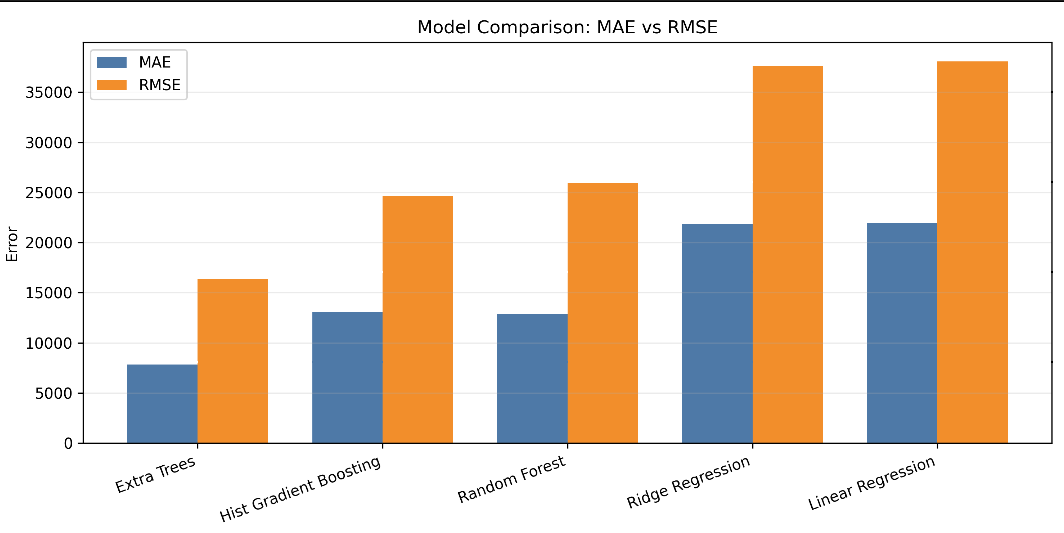 Model Comparison: MAE vs RMSE
MAE
RMSE
Error
35000
30000
25000
20000
15000
10000
5000
0
Extra Trees
Hist Gradient Boosting
Random Forest
Ridge Regression
Linear Regression